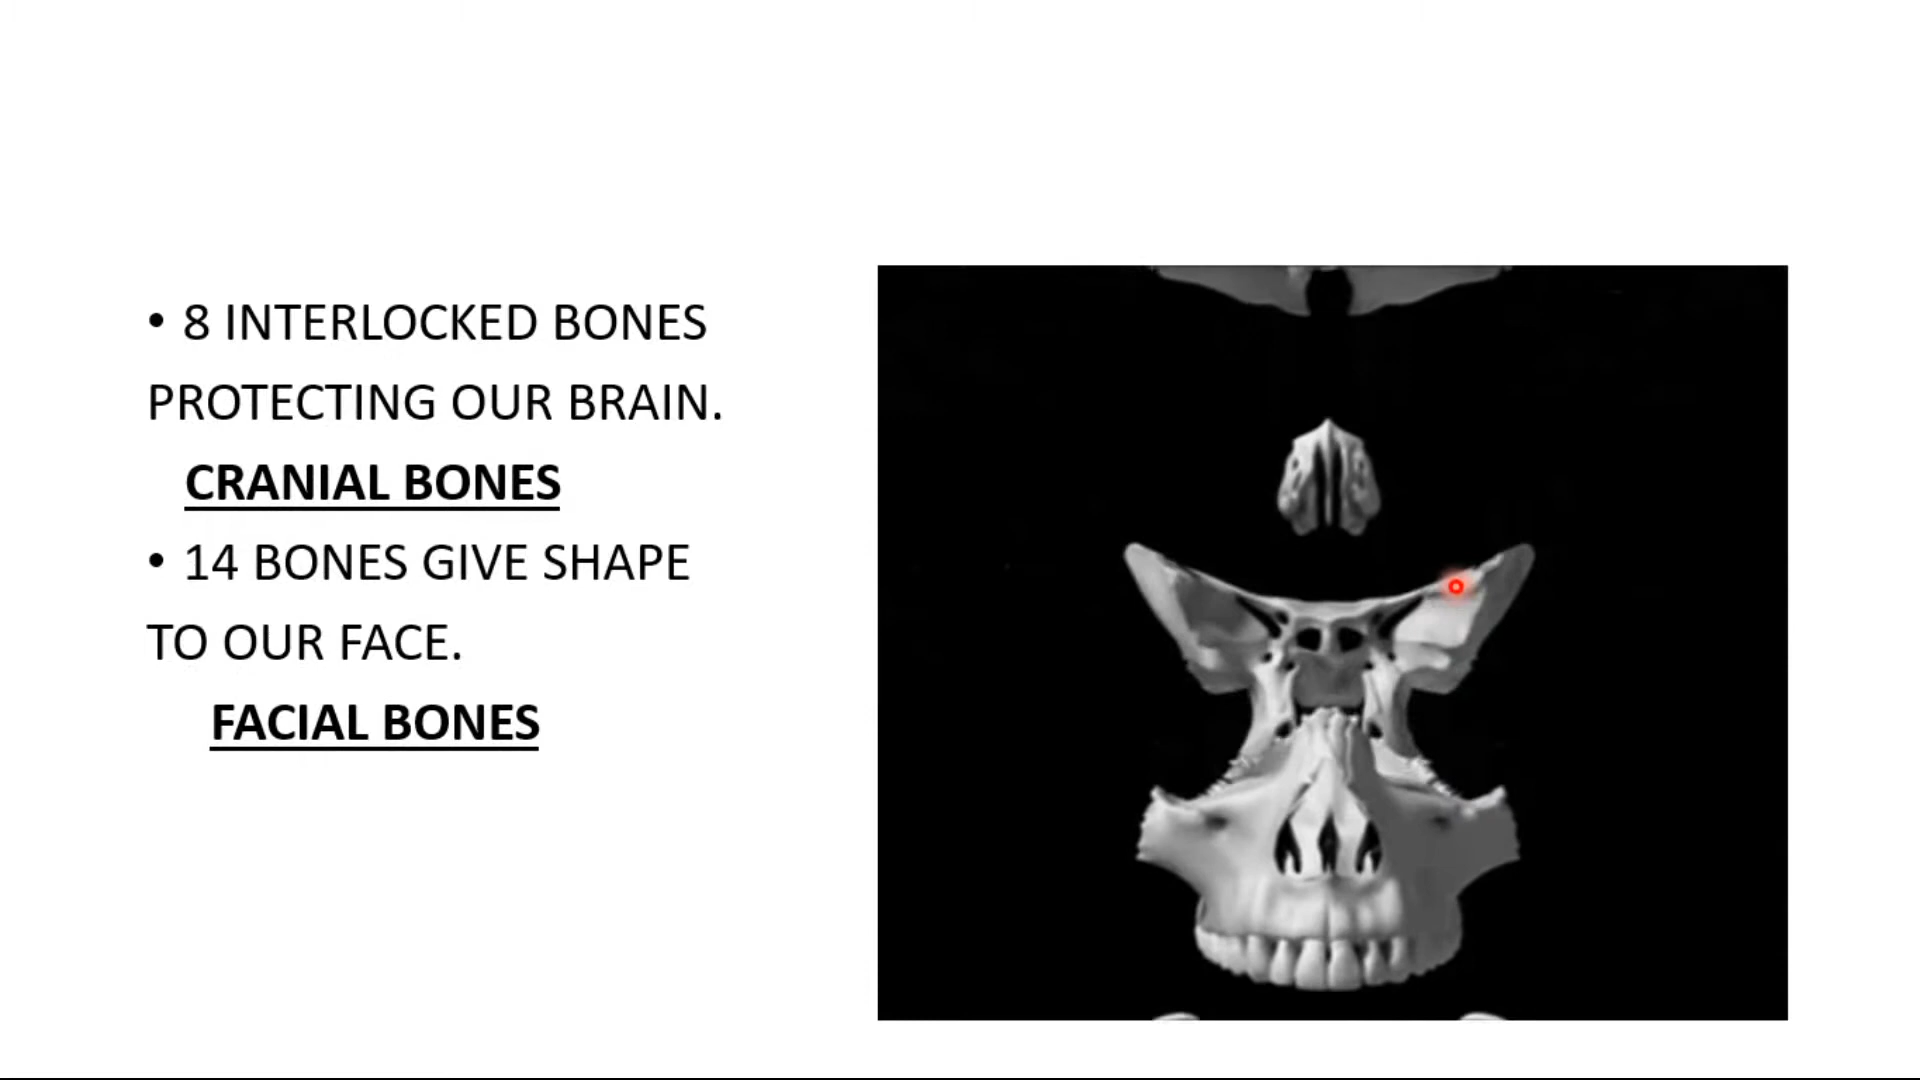 • 8 INTERLOCKED BONES
PROTECTING OUR BRAIN.
CRANIAL BONES
• 14 BONES GIVE SHAPE
TO OUR FACE.
FACIAL BONES